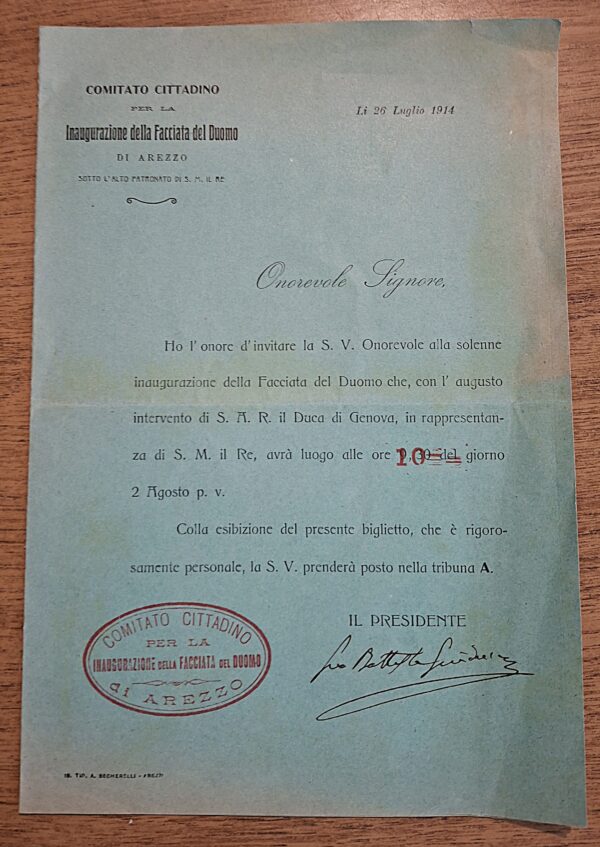 COMITATO CITTADINO
PER LA
Inaugurazione della Facciata del Duomo
DI AREZZO
SOTTO L'ALTO PATRONATO DI S. M. IL RE
Li 26 Luglio 1914
Onorevole Signore,
Ho l'onore d'invitare la S. V. Onorevole alla solenne
inaugurazione della Facciata del Duomo che, con l'augusto
intervento di S. A. R. il Duca di Genova, in rappresentan-
za di S. M. il Re, avrà luogo alle ore 10 del giorno
2 Agosto p. v.
Colla esibizione del presente biglietto, che è rigoro-
samente personale, la S. V. prenderà posto nella tribuna A.
IL PRESIDENTE
COMITATO CITTADINO
PER LA
INAUGURAZIONE DELLA FACCIATA DEL DUOMO
di AREZZO
TIP. A. - AREZZO